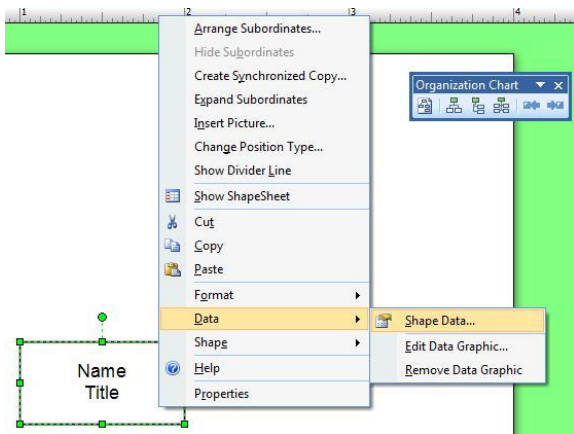 1 2 3 4
Arrange Subordinates...
Hide Subordinates
Create Synchronized Copy...
Expand Subordinates
Insert Picture...
Change Position Type...
Show Divider Line
Show ShapeSheet
Cut
Copy
Paste
Format
Data
Shape
Help
Properties
Organization Chart
Shape Data...
Edit Data Graphic...
Remove Data Graphic
Name
Title